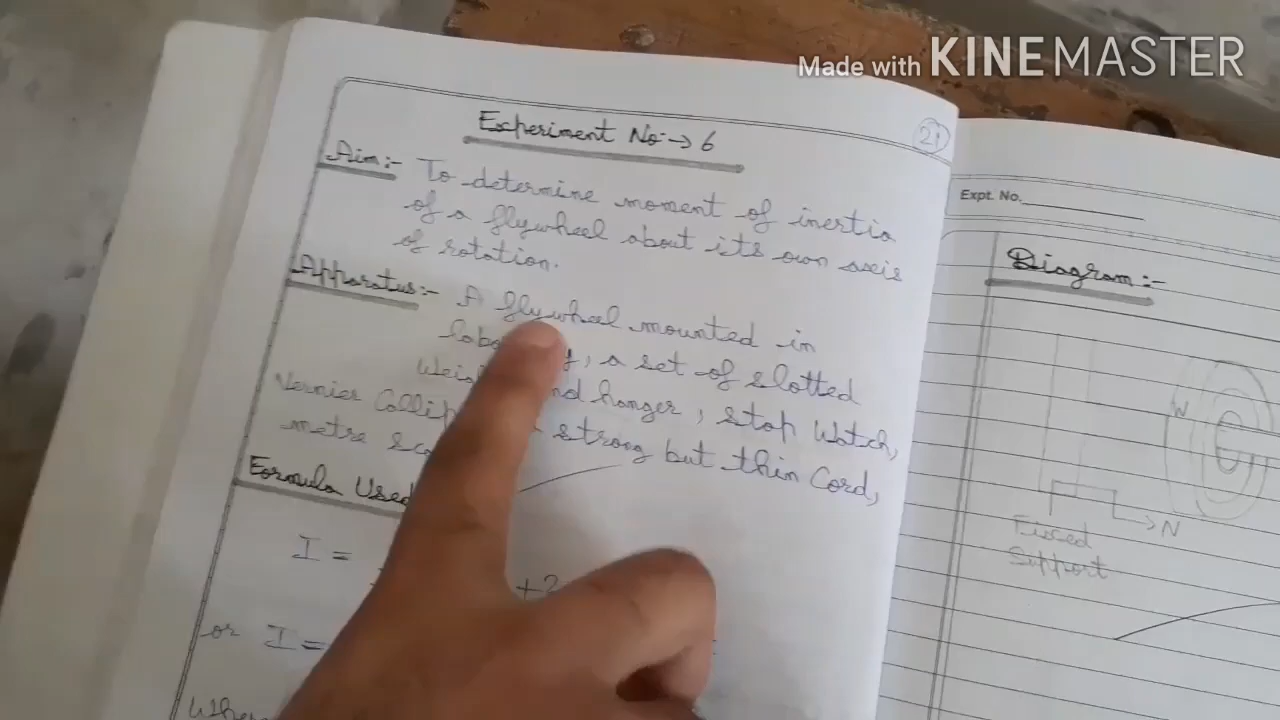 Made with KINEMASTER
21
Experiment No:→ 6
Aim:- To determine moment of inertia
of a flywheel about its own axis
of rotation.
Apparatus:- A flywheel mounted in
a set of slotted
hanger, stop Watch,
Vernier strong but thin Cord,
metre
Formula Used
I =
or I =
Expt. No.
Diagram:-
W
N
Fixed
Support